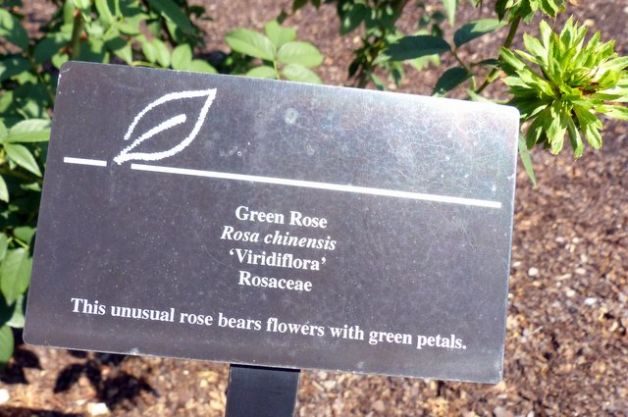 Green Rose
Rosa chinensis
‘Viridiflora’
Rosaceae
This unusual rose bears flowers with green petals.